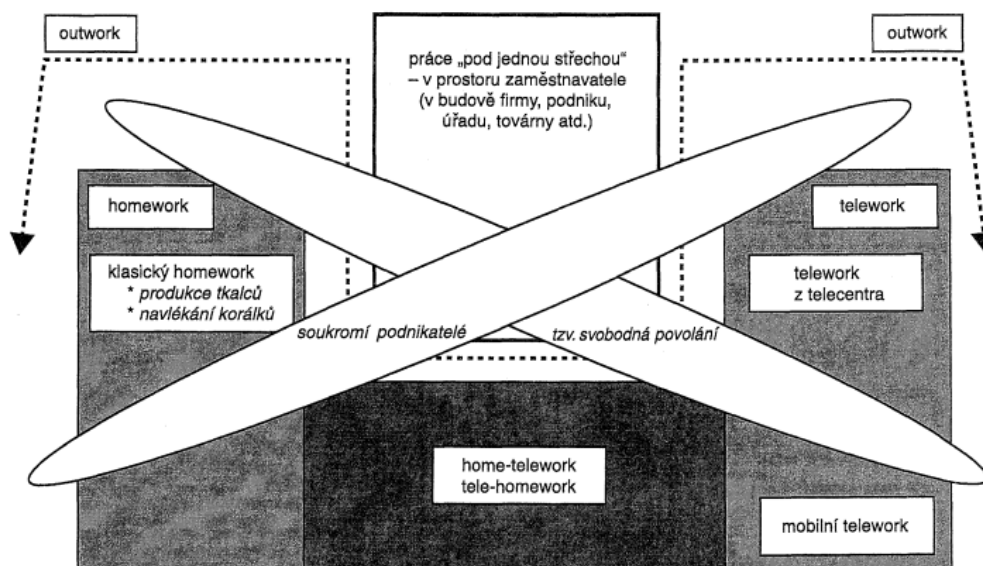 outwork
práce „pod jednou střechou“
– v prostoru zaměstnavatele
(v budově firmy, podniku,
úřadu, továrny atd.)
outwork
homework
telework
klasický homework
* produkce tkalců
* navlékání korálků
telework
z telecentra
soukromí podnikatelé
tzv. svobodná povolání
home-telework
tele-homework
mobilní telework